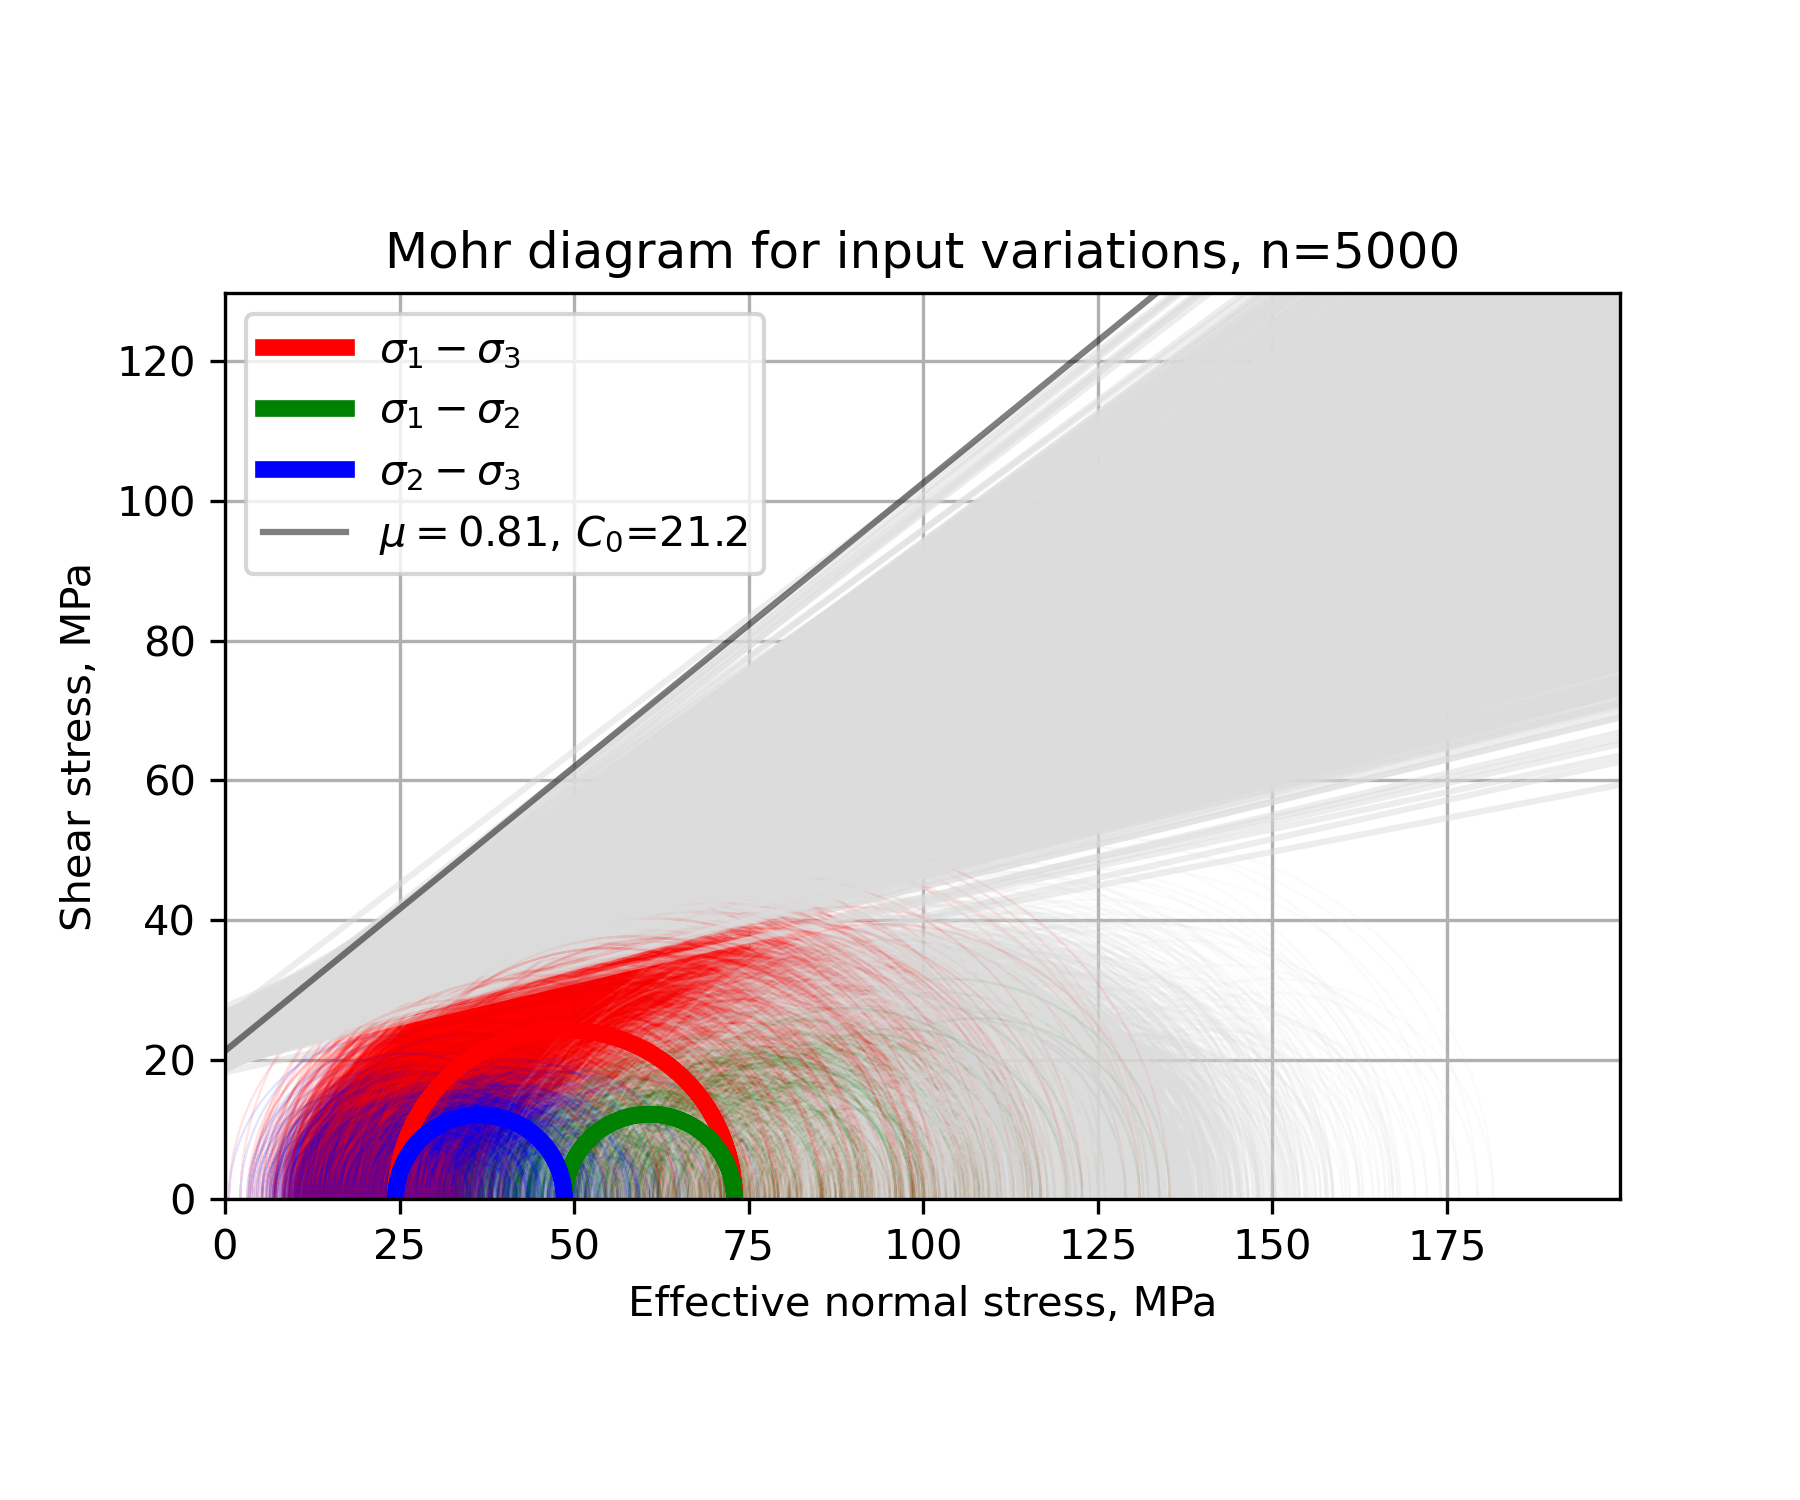 Mohr diagram for input variations, n=5000
σ₁ − σ₃
σ₁ − σ₂
σ₂ − σ₃
μ = 0.81, C₀=21.2
120
100
80
60
40
20
0
Shear stress, MPa
0 25 50 75 100 125 150 175
Effective normal stress, MPa